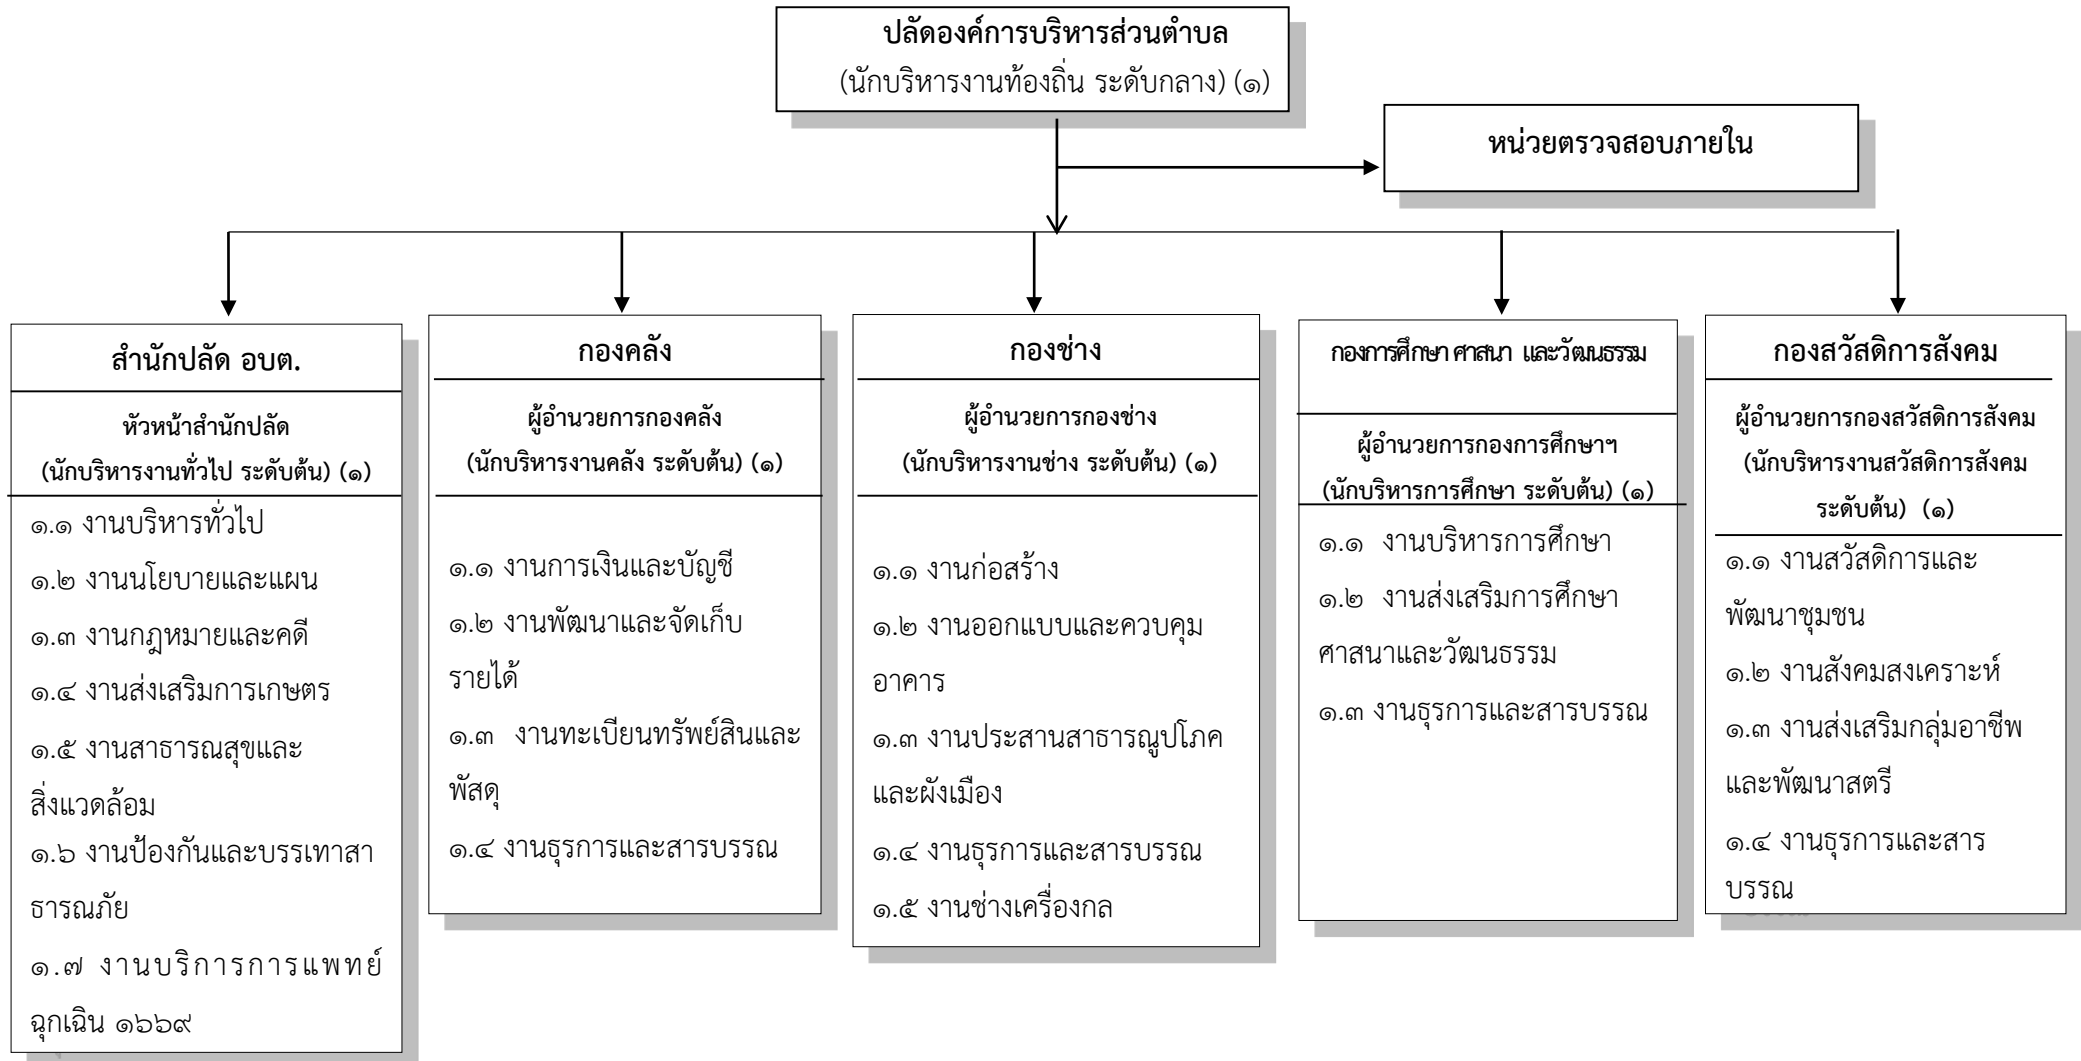 ปลัดองค์การบริหารส่วนตำบล
(นักบริหารงานท้องถิ่น ระดับกลาง) (๑)
หน่วยตรวจสอบภายใน
สำนักปลัด อบต.
หัวหน้าสำนักปลัด
(นักบริหารงานทั่วไป ระดับต้น) (๑)
๑.๑ งานบริหารทั่วไป
๑.๒ งานนโยบายและแผน
๑.๓ งานกฎหมายและคดี
๑.๔ งานส่งเสริมการเกษตร
๑.๕ งานสาธารณสุขและ
สิ่งแวดล้อม
๑.๖ งานป้องกันและบรรเทาสา
ธารณภัย
๑.๗ งานบริการการแพทย์
ฉุกเฉิน ๑๖๖๙
กองคลัง
ผู้อำนวยการกองคลัง
(นักบริหารงานคลัง ระดับต้น) (๑)
๑.๑ งานการเงินและบัญชี
๑.๒ งานพัฒนาและจัดเก็บ
รายได้
๑.๓ งานทะเบียนทรัพย์สินและ
พัสดุ
๑.๔ งานธุรการและสารบรรณ
กองช่าง
ผู้อำนวยการกองช่าง
(นักบริหารงานช่าง ระดับต้น) (๑)
๑.๑ งานก่อสร้าง
๑.๒ งานออกแบบและควบคุม
อาคาร
๑.๓ งานประสานสาธารณูปโภค
และผังเมือง
๑.๔ งานธุรการและสารบรรณ
๑.๕ งานช่างเครื่องกล
กองการศึกษา ศาสนา และวัฒนธรรม
ผู้อำนวยการกองการศึกษาฯ
(นักบริหารการศึกษา ระดับต้น) (๑)
๑.๑ งานบริหารการศึกษา
๑.๒ งานส่งเสริมการศึกษา
ศาสนาและวัฒนธรรม
๑.๓ งานธุรการและสารบรรณ
กองสวัสดิการสังคม
ผู้อำนวยการกองสวัสดิการสังคม
(นักบริหารงานสวัสดิการสังคม
ระดับต้น) (๑)
๑.๑ งานสวัสดิการและ
พัฒนาชุมชน
๑.๒ งานสังคมสงเคราะห์
๑.๓ งานส่งเสริมกลุ่มอาชีพ
และพัฒนาสตรี
๑.๔ งานธุรการและสาร
บรรณ